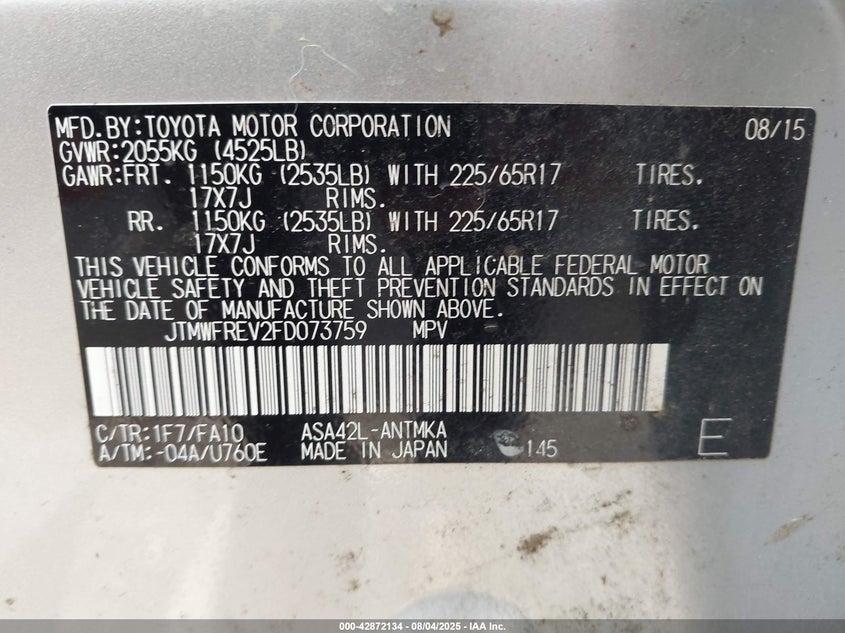 MFD.BY:TOYOTA MOTOR CORPORATION 08/15
GVWR:2055KG (4525LB)
GAWR:FRT. 1150KG (2535LB) WITH 225/65R17 TIRES.
17X7J RIMS.
RR. 1150KG (2535LB) WITH 225/65R17 TIRES.
17X7J RIMS.
THIS VEHICLE CONFORMS TO ALL APPLICABLE FEDERAL MOTOR
VEHICLE SAFETY AND THEFT PREVENTION STANDARDS IN EFFECT ON
THE DATE OF MANUFACTURE SHOWN ABOVE.
JTMWFREV2FD073759 MPV
C/TR:1F7/FA10 ASA42L-ANTMKA
A/TM:-04A/U760E MADE IN JAPAN 145 E
000-42872134 - 08/04/2025 - IAA Inc.